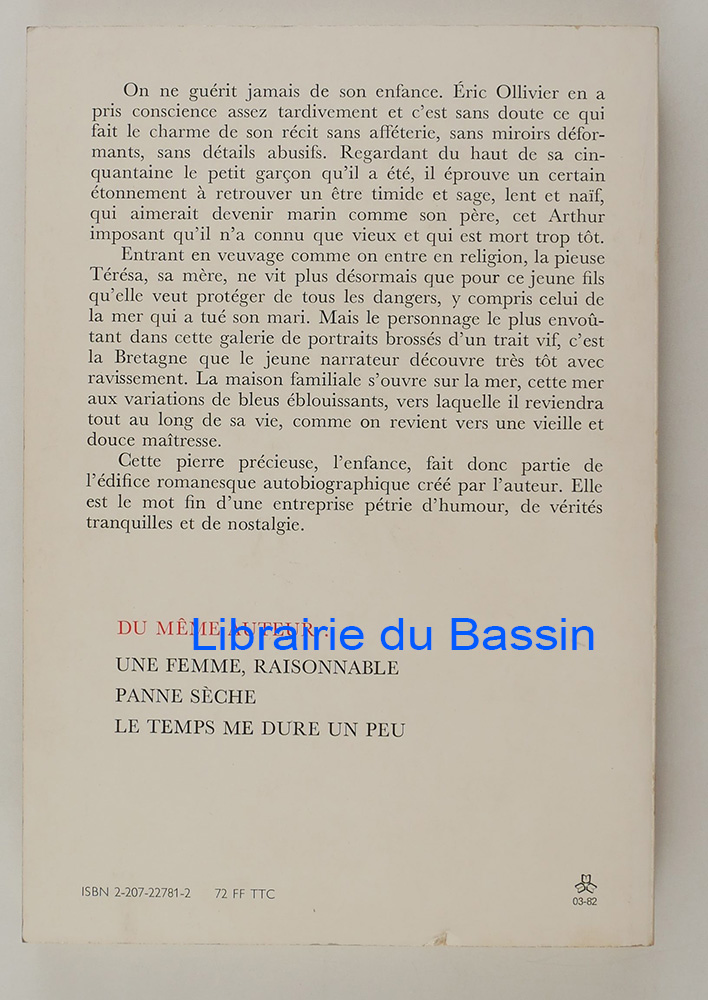 On ne guérit jamais de son enfance. Éric Ollivier en a
pris conscience assez tardivement et c'est sans doute ce qui
fait le charme de son récit sans afféterie, sans miroirs défor-
mants, sans détails abusifs. Regardant du haut de sa cin-
quantaine le petit garçon qu'il a été, il éprouve un certain
étonnement à retrouver un être timide et sage, lent et naïf,
qui aimerait devenir marin comme son père, cet Arthur
imposant qu'il n'a connu que vieux et qui est mort trop tôt.
Entrant en veuvage comme on entre en religion, la pieuse
Térésa, sa mère, ne vit plus désormais que pour ce jeune fils
qu'elle veut protéger de tous les dangers, y compris celui de
la mer qui a tué son mari. Mais le personnage le plus envoû-
tant dans cette galerie de portraits brossés d'un trait vif, c'est
la Bretagne que le jeune narrateur découvre très tôt avec
ravissement. La maison familiale s'ouvre sur la mer, cette mer
aux variations de bleus éblouissants, vers laquelle il reviendra
tout au long de sa vie, comme on revient vers une vieille et
douce maîtresse.
Cette pierre précieuse, l'enfance, fait donc partie de
l'édifice romanesque autobiographique créé par l'auteur. Elle
est le mot fin d'une entreprise pétrie d'humour, de vérités
tranquilles et de nostalgie.
DU MÊME AUTEUR :
Librairie du Bassin
UNE FEMME, RAISONNABLE
PANNE SÈCHE
LE TEMPS ME DURE UN PEU
ISBN 2-207-22781-2 72 FF TTC
03-82